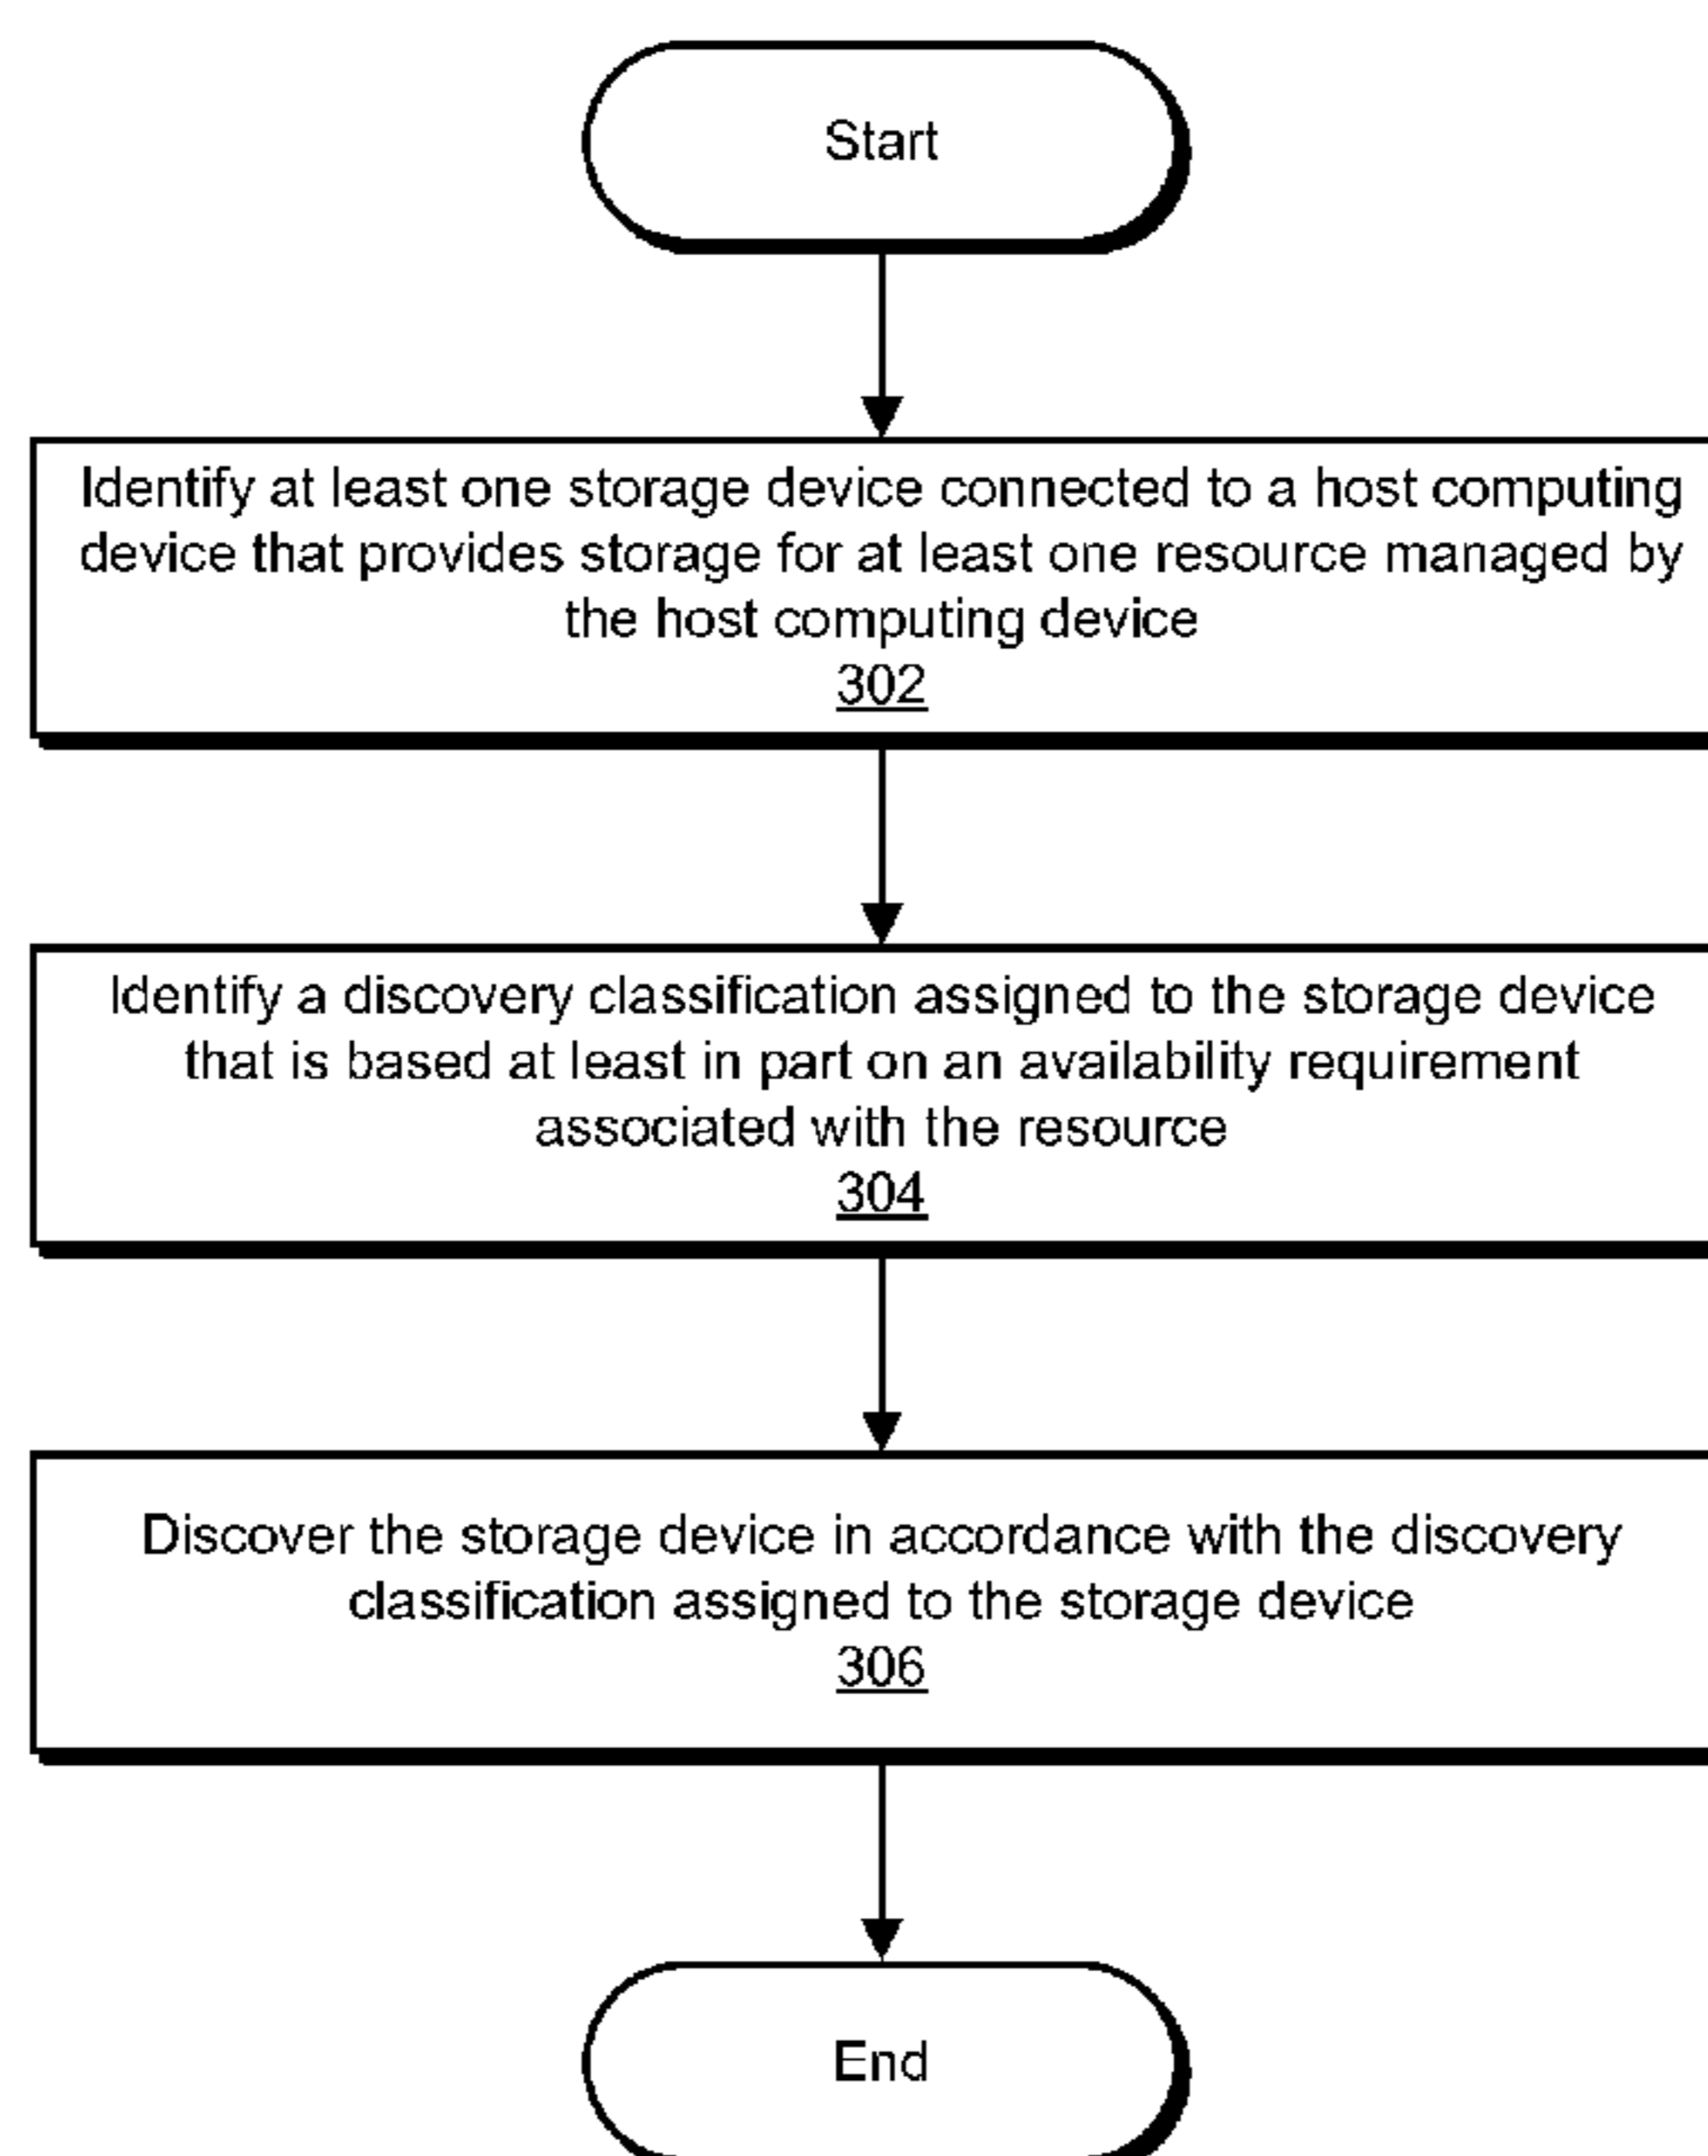 Start
Identify at least one storage device connected to a host computing
device that provides storage for at least one resource managed by
the host computing device
302
Identify a discovery classification assigned to the storage device
that is based at least in part on an availability requirement
associated with the resource
304
Discover the storage device in accordance with the discovery
classification assigned to the storage device
306
End